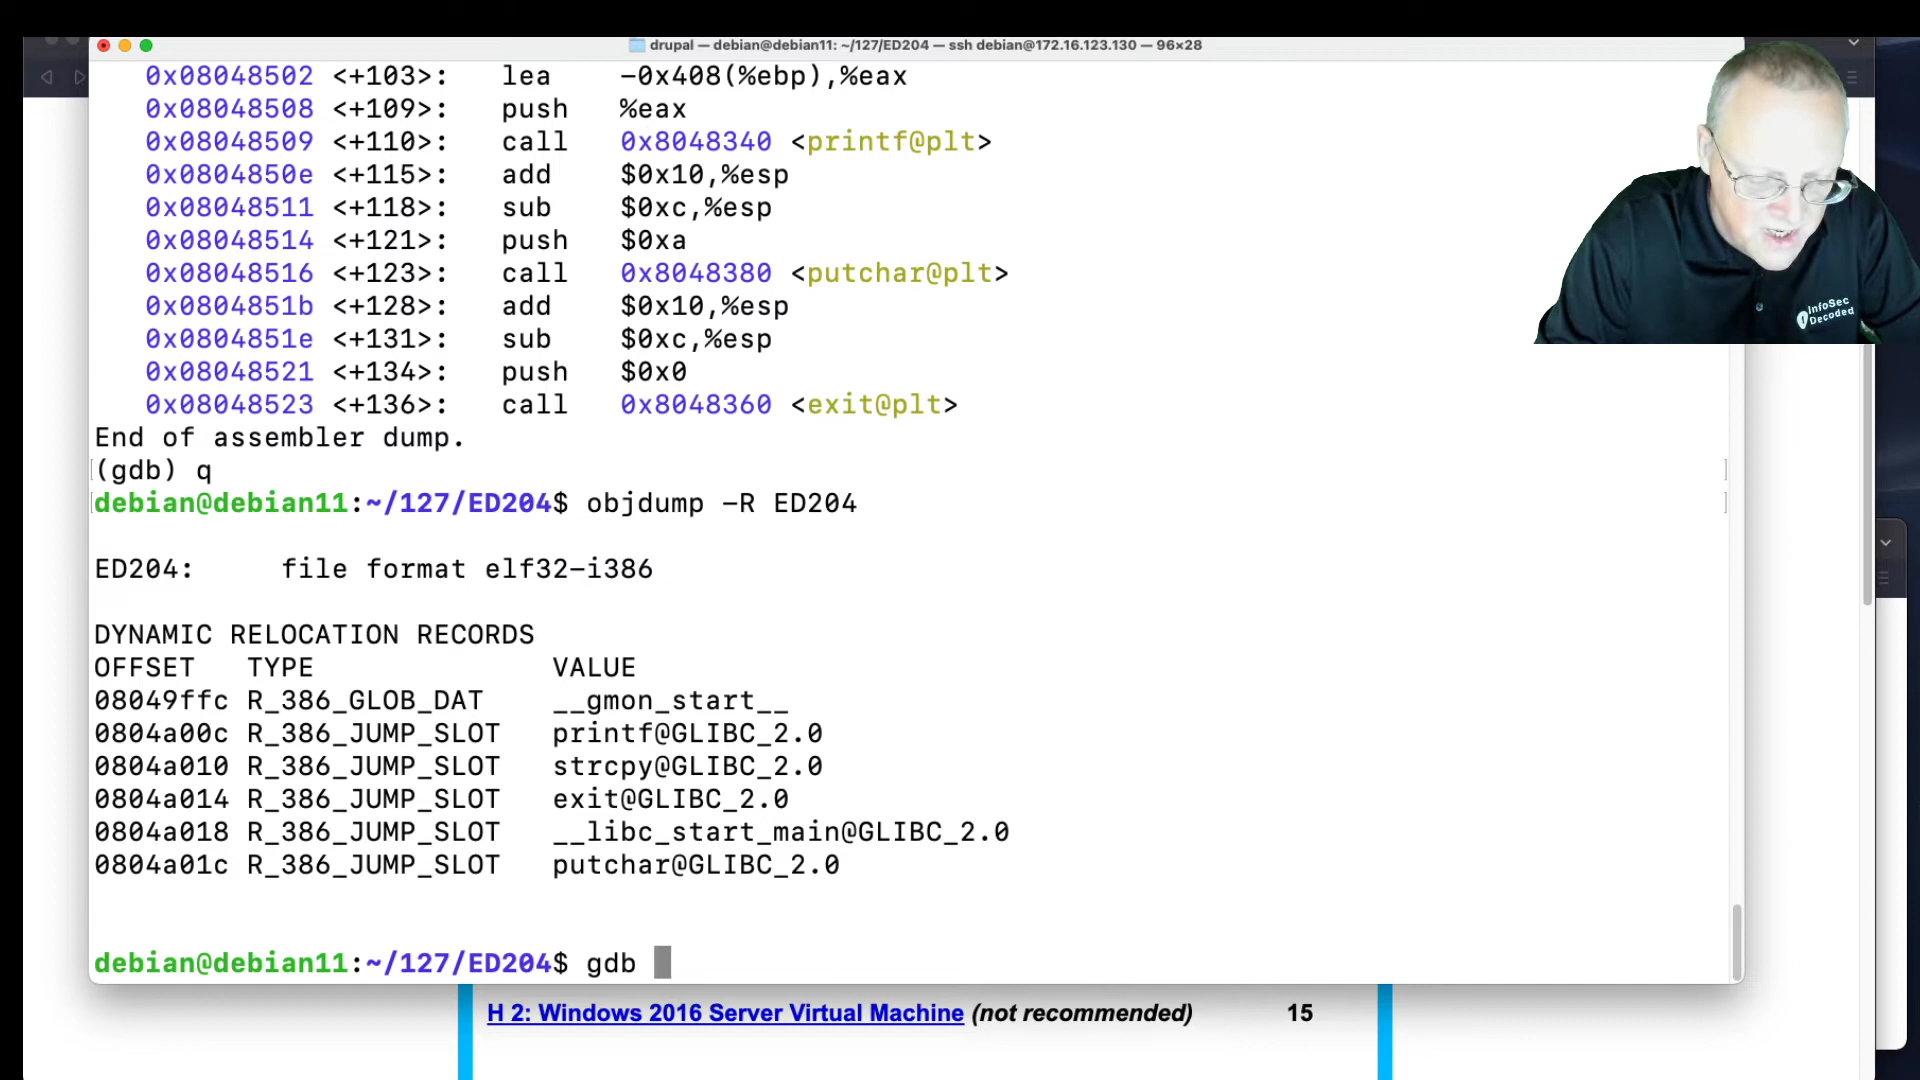 drupal — debian@debian11: ~/127/ED204 — ssh debian@172.16.123.130 — 96×28
0x08048502 <+103>: lea -0x408(%ebp),%eax
0x08048508 <+109>: push %eax
0x08048509 <+110>: call 0x8048340 <printf@plt>
0x0804850e <+115>: add $0x10,%esp
0x08048511 <+118>: sub $0xc,%esp
0x08048514 <+121>: push $0xa
0x08048516 <+123>: call 0x8048380 <putchar@plt>
0x0804851b <+128>: add $0x10,%esp
0x0804851e <+131>: sub $0xc,%esp
0x08048521 <+134>: push $0x0
0x08048523 <+136>: call 0x8048360 <exit@plt>
End of assembler dump.
(gdb) q
debian@debian11:~/127/ED204$ objdump -R ED204
ED204: file format elf32-i386
DYNAMIC RELOCATION RECORDS
OFFSET TYPE VALUE
08049ffc R_386_GLOB_DAT __gmon_start__
0804a00c R_386_JUMP_SLOT printf@GLIBC_2.0
0804a010 R_386_JUMP_SLOT strcpy@GLIBC_2.0
0804a014 R_386_JUMP_SLOT exit@GLIBC_2.0
0804a018 R_386_JUMP_SLOT __libc_start_main@GLIBC_2.0
0804a01c R_386_JUMP_SLOT putchar@GLIBC_2.0
debian@debian11:~/127/ED204$ gdb
H 2: Windows 2016 Server Virtual Machine (not recommended) 15
InfoSec
Decoded